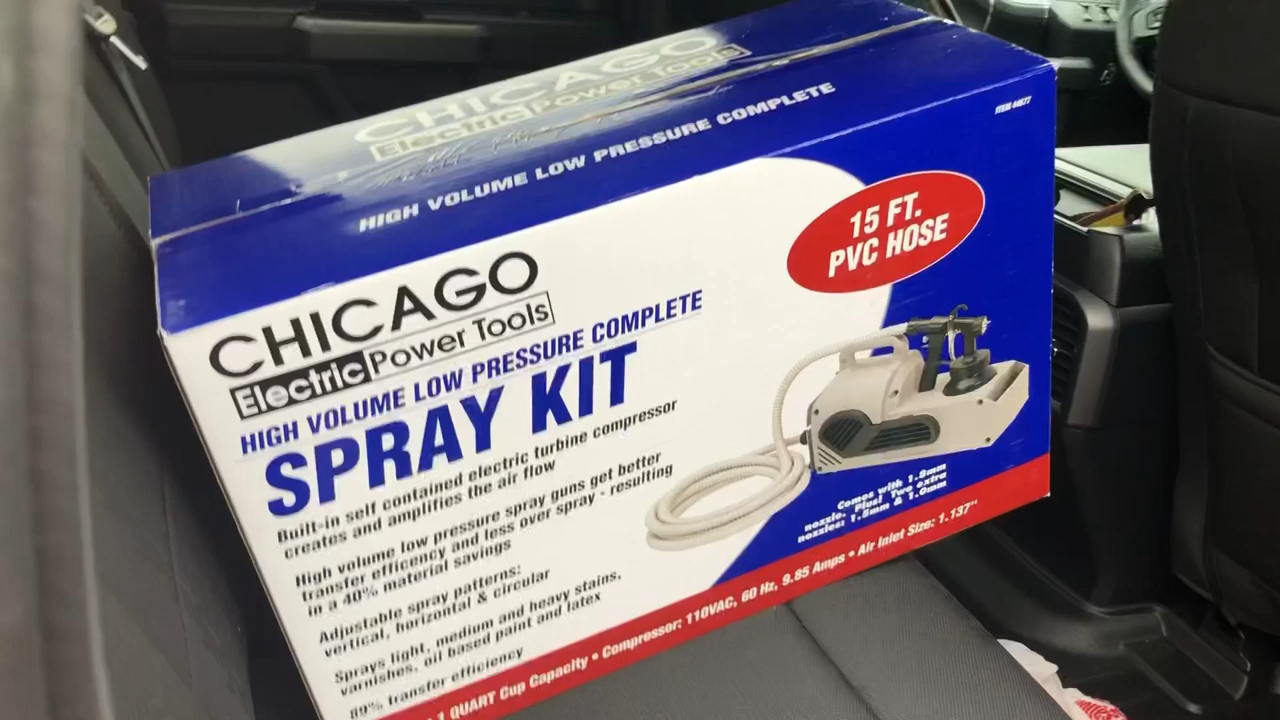 CHICAGO
Electric Power Tools
HIGH VOLUME LOW PRESSURE COMPLETE
ITEM 44677
15 FT.
PVC HOSE
CHICAGO
Electric Power Tools
HIGH VOLUME LOW PRESSURE COMPLETE
SPRAY KIT
Built-in self contained electric turbine compressor
creates and amplifies the air flow
High volume low pressure spray guns get better
transfer efficency and less over spray - resulting
in a 40% material savings
Adjustable spray patterns:
vertical, horizontal & circular
Sprays light, medium and heavy stains,
varnishes, oil based paint and latex
89% transfer efficiency
Comes with 1.8mm
nozzle. Plus! Two extra
nozzles: 1.5mm & 1.0mm
1 QUART Cup Capacity • Compressor: 110VAC, 60 Hz, 9.85 Amps • Air Inlet Size: 1.137"